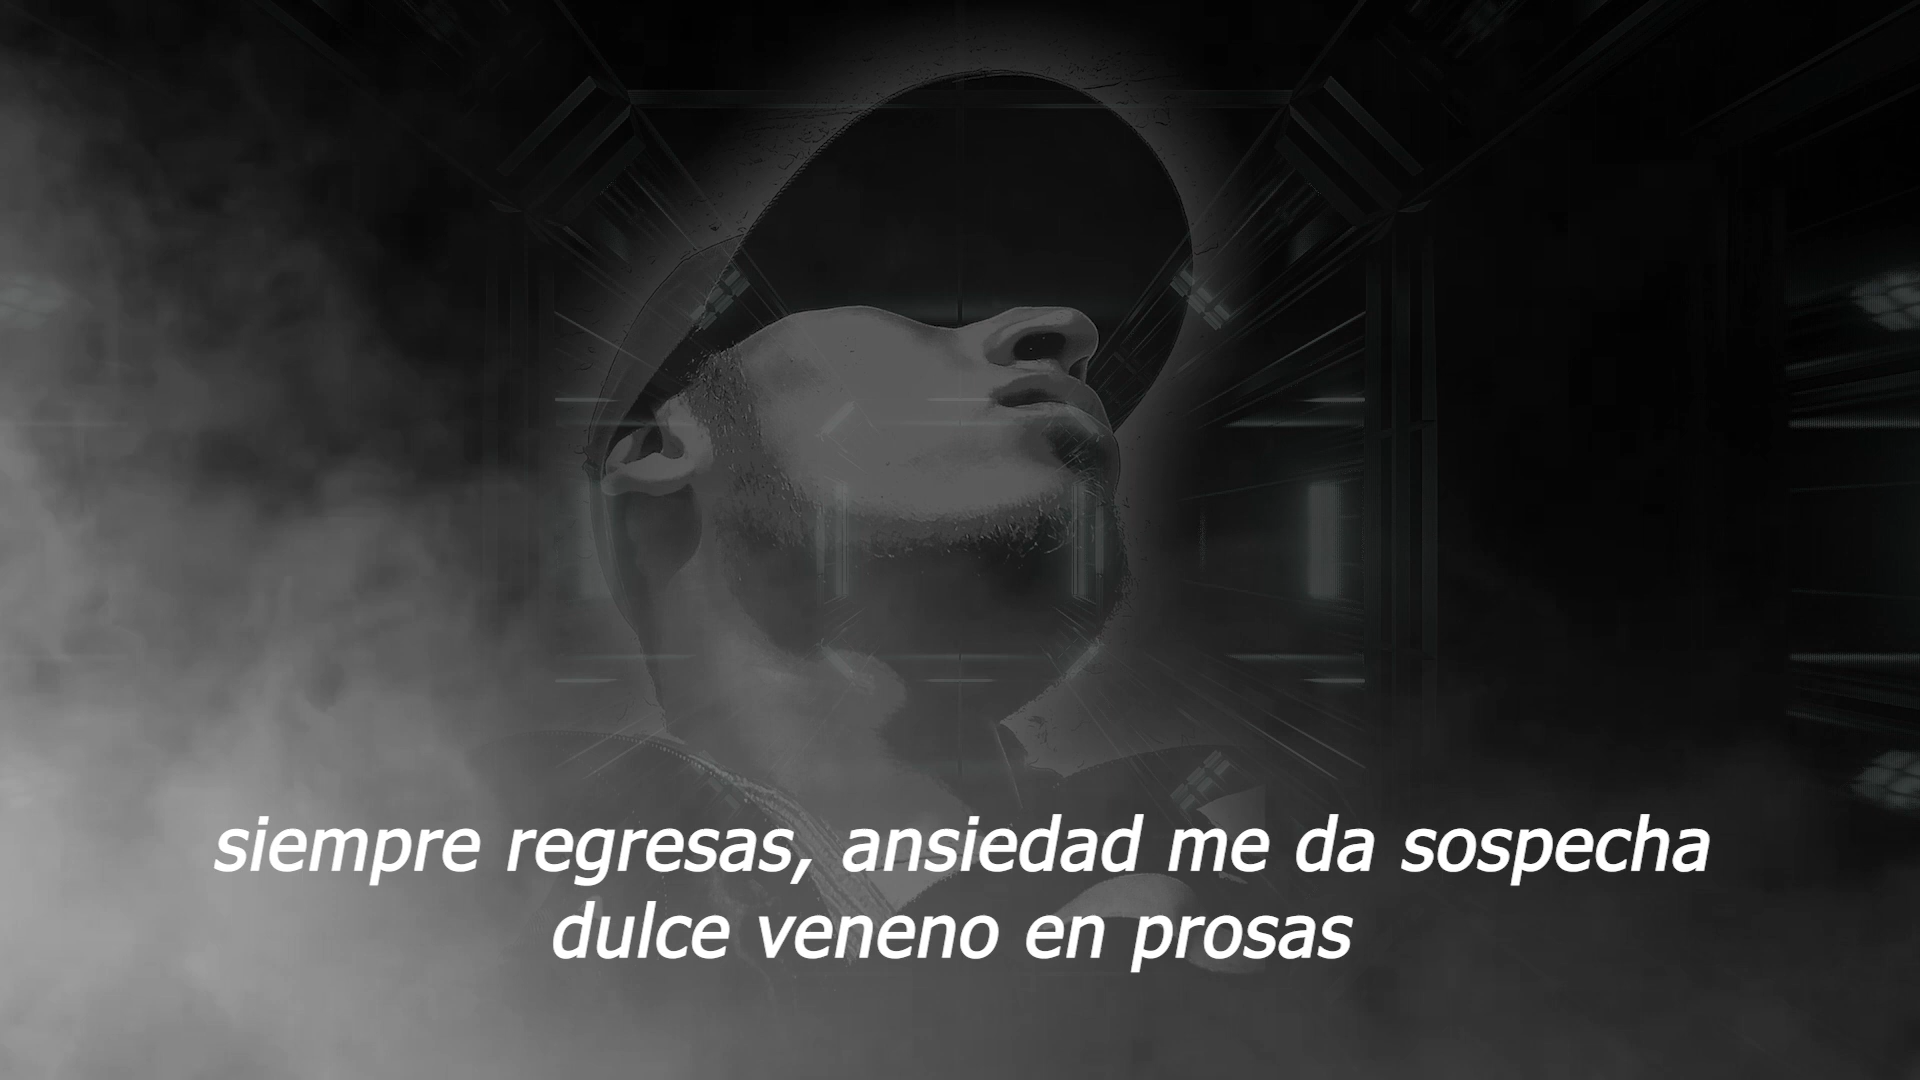 siempre regresas, ansiedad me da sospecha
dulce veneno en prosas